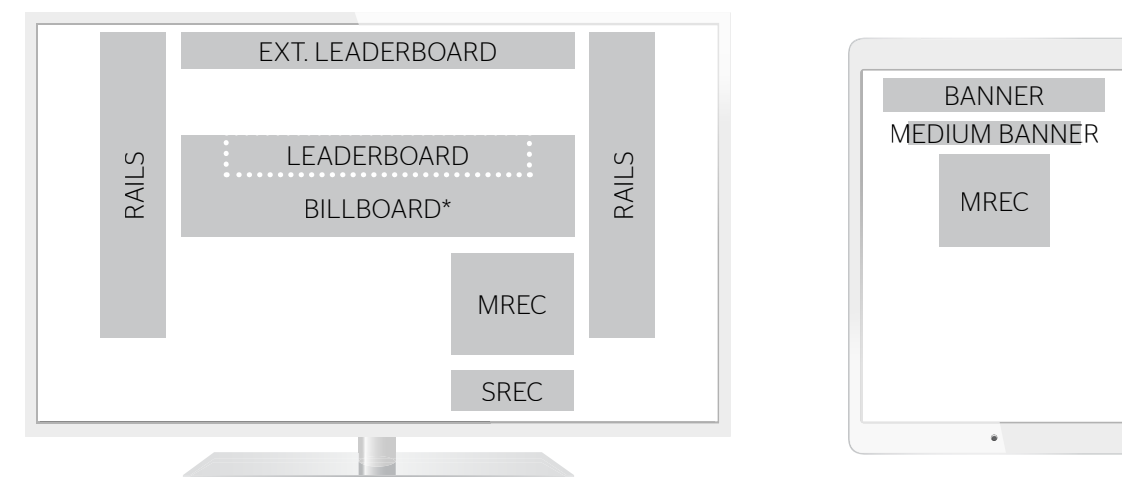 EXT. LEADERBOARD
RAILS
LEADERBOARD
BILLBOARD*
RAILS
MREC
SREC
BANNER
MEDIUM BANNER
MREC